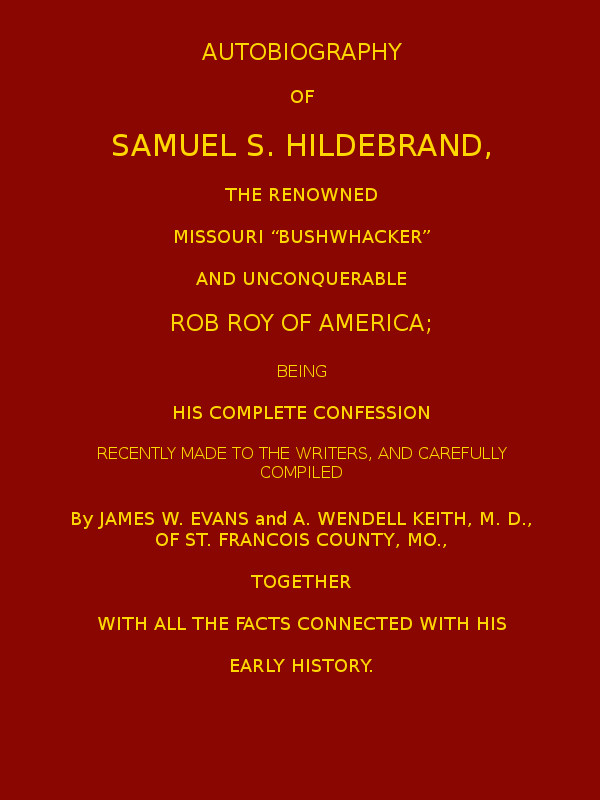 AUTOBIOGRAPHY
OF
SAMUEL S. HILDEBRAND,
THE RENOWNED
MISSOURI “BUSHWHACKER”
AND UNCONQUERABLE
ROB ROY OF AMERICA;
BEING
HIS COMPLETE CONFESSION
RECENTLY MADE TO THE WRITERS, AND CAREFULLY
COMPILED
By JAMES W. EVANS and A. WENDELL KEITH, M. D.,
OF ST. FRANCOIS COUNTY, MO.,
TOGETHER
WITH ALL THE FACTS CONNECTED WITH HIS
EARLY HISTORY.